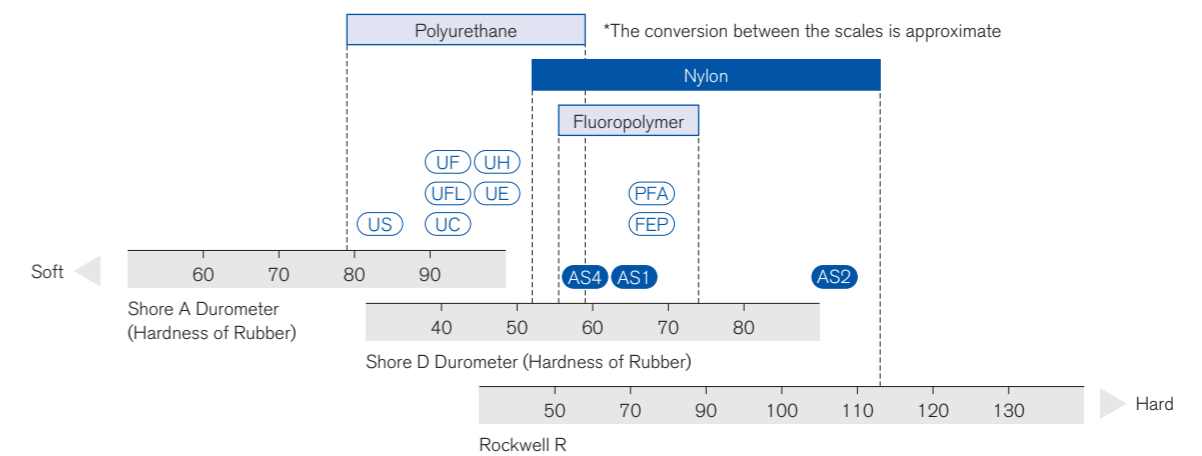 Polyurethane *The conversion between the scales is approximate
Nylon
Fluoropolymer
UF UH
UFL UE PFA
US UC FEP
Soft 60 70 80 90 AS4 AS1 AS2
Shore A Durometer
(Hardness of Rubber)
40 50 60 70 80
Shore D Durometer (Hardness of Rubber)
50 70 90 100 110 120 130 Hard
Rockwell R